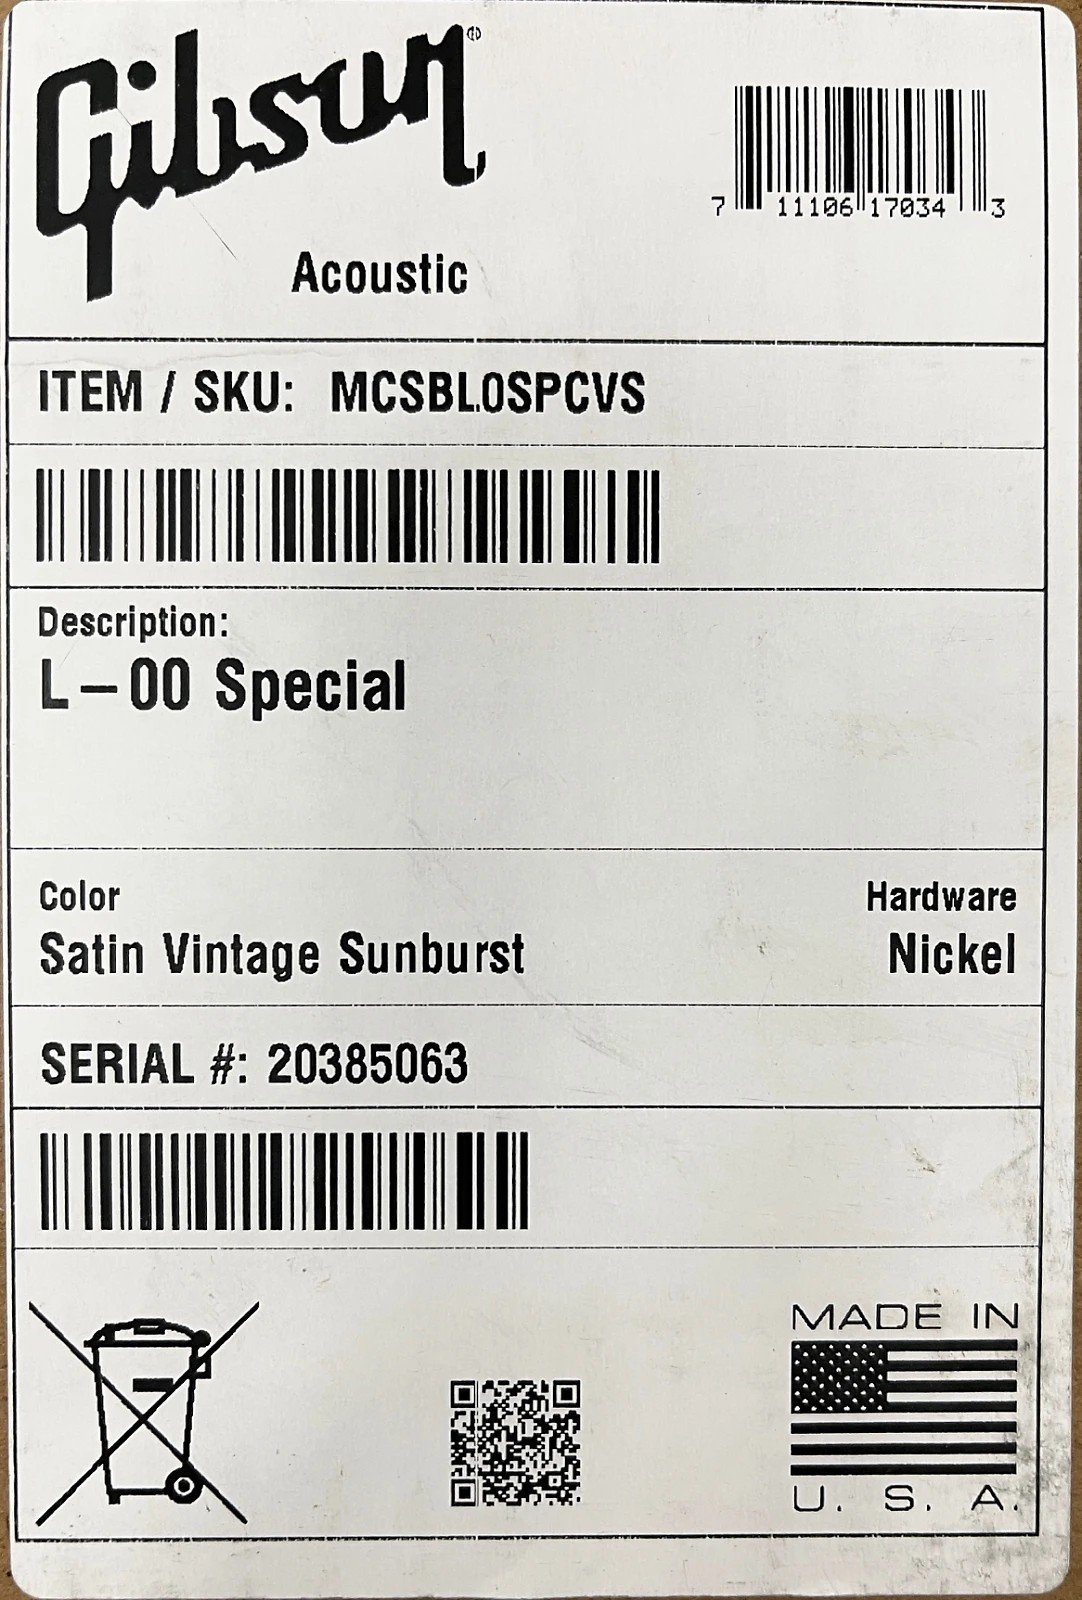 Gibson®
Acoustic
7 11106 17034 3
ITEM / SKU: MCSBL0SPCVS
Description:
L-00 Special
Color
Hardware
Satin Vintage Sunburst
Nickel
SERIAL #: 20385063
MADE IN
U. S. A.